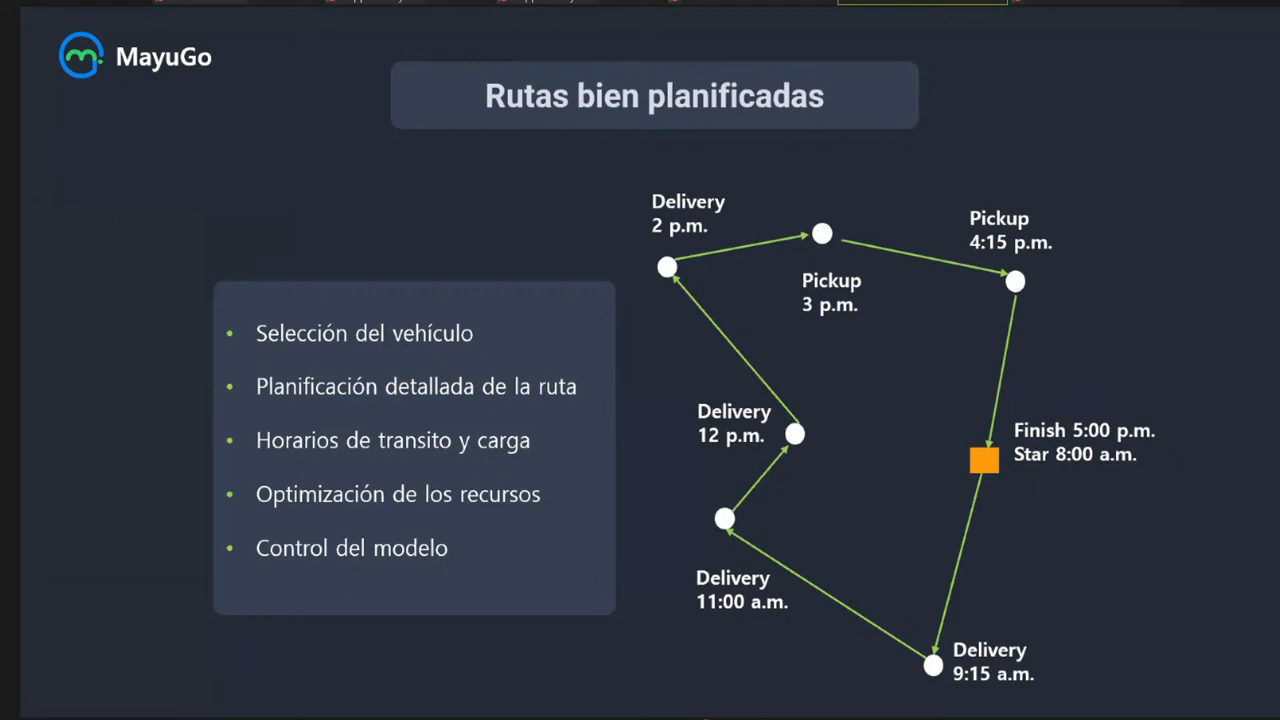 MayuGo
Rutas bien planificadas
Delivery
2 p.m.
Pickup
4:15 p.m.
Pickup
3 p.m.
Selección del vehículo
Planificación detallada de la ruta
Horarios de transito y carga
Optimización de los recursos
Control del modelo
Delivery
12 p.m.
Finish 5:00 p.m.
Star 8:00 a.m.
Delivery
11:00 a.m.
Delivery
9:15 a.m.